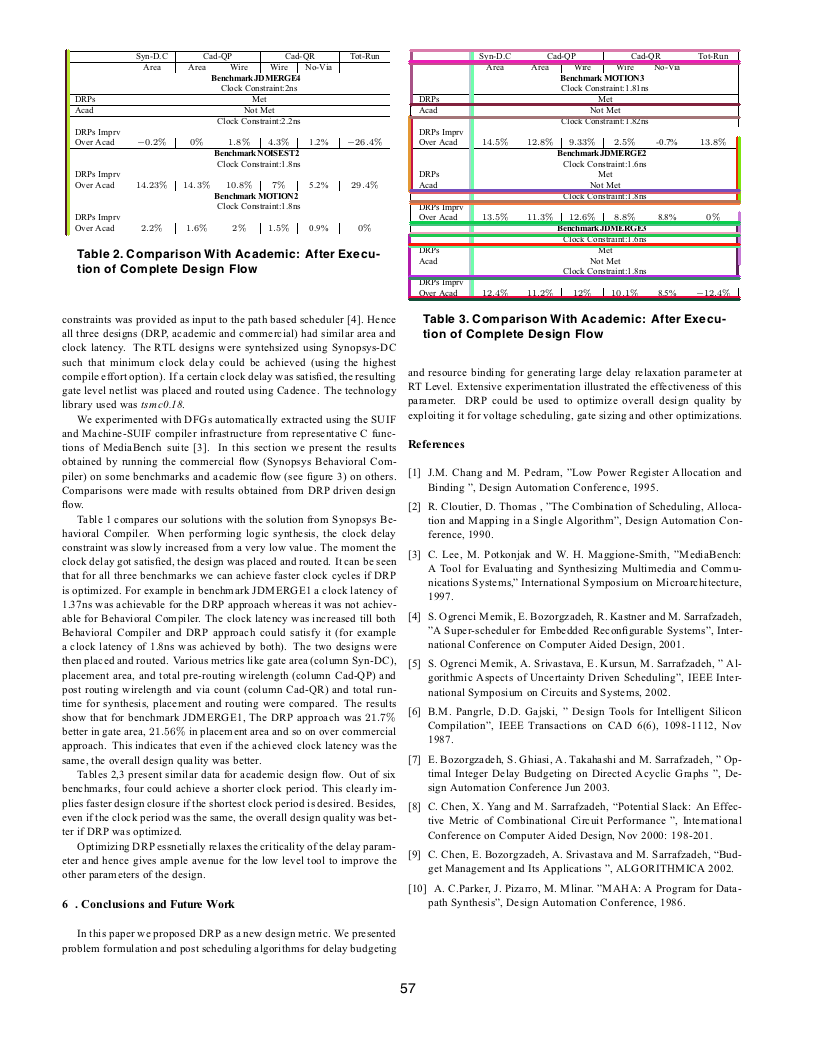 Syn-D.C Cad-QP Cad-QR Tot-Run
Area Area Wire Wire No-Via
Benchmark JDMERGE4
Clock Constraint:2ns
DRPs Met
Acad Not Met
Clock Constraint:2.2ns
DRPs Imprv
Over Acad −0.2% 0% 1.8% 4.3% 1.2% −26.4%
Benchmark NOISEST2
Clock Constraint:1.8ns
DRPs Imprv
Over Acad 14.23% 14.3% 10.8% 7% 5.2% 29.4%
Benchmark MOTION2
Clock Constraint:1.8ns
DRPs Imprv
Over Acad 2.2% 1.6% 2% 1.5% 0.9% 0%
Table 2. Comparison With Academic: After Execu-
tion of Complete Design Flow
constraints was provided as input to the path based scheduler [4]. Hence
all three designs (DRP, academic and commercial) had similar area and
clock latency. The RTL designs were syntehsized using Synopsys-DC
such that minimum clock delay could be achieved (using the highest
compile effort option). If a certain clock delay was satisfied, the resulting
gate level netlist was placed and routed using Cadence. The technology
library used was tsmc0.18.
We experimented with DFGs automatically extracted using the SUIF
and Machine-SUIF compiler infrastructure from representative C func-
tions of MediaBench suite [3]. In this section we present the results
obtained by running the commercial flow (Synopsys Behavioral Com-
piler) on some benchmarks and academic flow (see figure 3) on others.
Comparisons were made with results obtained from DRP driven design
flow.
Table 1 compares our solutions with the solution from Synopsys Be-
havioral Compiler. When performing logic synthesis, the clock delay
constraint was slowly increased from a very low value. The moment the
clock delay got satisfied, the design was placed and routed. It can be seen
that for all three benchmarks we can achieve faster clock cycles if DRP
is optimized. For example in benchmark JDMERGE1 a clock latency of
1.37ns was achievable for the DRP approach whereas it was not achiev-
able for Behavioral Compiler. The clock latency was increased till both
Behavioral Compiler and DRP approach could satisfy it (for example
a clock latency of 1.8ns was achieved by both). The two designs were
then placed and routed. Various metrics like gate area (column Syn-DC),
placement area, and total pre-routing wirelength (column Cad-QP) and
post routing wirelength and via count (column Cad-QR) and total run-
time for synthesis, placement and routing were compared. The results
show that for benchmark JDMERGE1, The DRP approach was 21.7%
better in gate area, 21.56% in placement area and so on over commercial
approach. This indicates that even if the achieved clock latency was the
same, the overall design quality was better.
Tables 2,3 present similar data for academic design flow. Out of six
benchmarks, four could achieve a shorter clock period. This clearly im-
plies faster design closure if the shortest clock period is desired. Besides,
even if the clock period was the same, the overall design quality was bet-
ter if DRP was optimized.
Optimizing DRP essnetially relaxes the criticality of the delay param-
eter and hence gives ample avenue for the low level tool to improve the
other parameters of the design.
6 . Conclusions and Future Work
In this paper we proposed DRP as a new design metric. We presented
problem formulation and post scheduling algorithms for delay budgeting
Syn-D.C Cad-QP Cad-QR Tot-Run
Area Area Wire Wire No-Via
Benchmark MOTION3
Clock Constraint:1.81ns
DRPs Met
Acad Not Met
Clock Constraint:1.82ns
DRPs Imprv
Over Acad 14.5% 12.8% 9.33% 2.5% -0.7% 13.8%
Benchmark JDMERGE2
Clock Constraint:1.6ns
DRPs Met
Acad Not Met
Clock Constraint:1.8ns
DRPs Imprv
Over Acad 13.5% 11.3% 12.6% 8.8% 8.8% 0%
Benchmark JDMERGE3
Clock Constraint:1.6ns
DRPs Met
Acad Not Met
Clock Constraint:1.8ns
DRPs Imprv
Over Acad 12.4% 11.2% 12% 10.1% 8.5% −12.4%
Table 3. Comparison With Academic: After Execu-
tion of Complete Design Flow
and resource binding for generating large delay relaxation parameter at
RT Level. Extensive experimentation illustrated the effectiveness of this
parameter. DRP could be used to optimize overall design quality by
exploiting it for voltage scheduling, gate sizing and other optimizations.
References
[1] J.M. Chang and M. Pedram, ”Low Power Register Allocation and
Binding ”, Design Automation Conference, 1995.
[2] R. Cloutier, D. Thomas , ”The Combination of Scheduling, Alloca-
tion and Mapping in a Single Algorithm”, Design Automation Con-
ference, 1990.
[3] C. Lee, M. Potkonjak and W. H. Maggione-Smith, ”MediaBench:
A Tool for Evaluating and Synthesizing Multimedia and Commu-
nications Systems,” International Symposium on Microarchitecture,
1997.
[4] S. Ogrenci Memik, E. Bozorgzadeh, R. Kastner and M. Sarrafzadeh,
”A Super-scheduler for Embedded Reconfigurable Systems”, Inter-
national Conference on Computer Aided Design, 2001.
[5] S. Ogrenci Memik, A. Srivastava, E. Kursun, M. Sarrafzadeh, ” Al-
gorithmic Aspects of Uncertainty Driven Scheduling”, IEEE Inter-
national Symposium on Circuits and Systems, 2002.
[6] B.M. Pangrle, D.D. Gajski, ” Design Tools for Intelligent Silicon
Compilation”, IEEE Transactions on CAD 6(6), 1098-1112, Nov
1987.
[7] E. Bozorgzadeh, S. Ghiasi, A. Takahashi and M. Sarrafzadeh, ” Op-
timal Integer Delay Budgeting on Directed Acyclic Graphs ”, De-
sign Automation Conference Jun 2003.
[8] C. Chen, X. Yang and M. Sarrafzadeh, “Potential Slack: An Effec-
tive Metric of Combinational Circuit Performance ”, International
Conference on Computer Aided Design, Nov 2000: 198-201.
[9] C. Chen, E. Bozorgzadeh, A. Srivastava and M. Sarrafzadeh, “Bud-
get Management and Its Applications ”, ALGORITHMICA 2002.
[10] A. C.Parker, J. Pizarro, M. Mlinar. ”MAHA: A Program for Data-
path Synthesis”, Design Automation Conference, 1986.
57